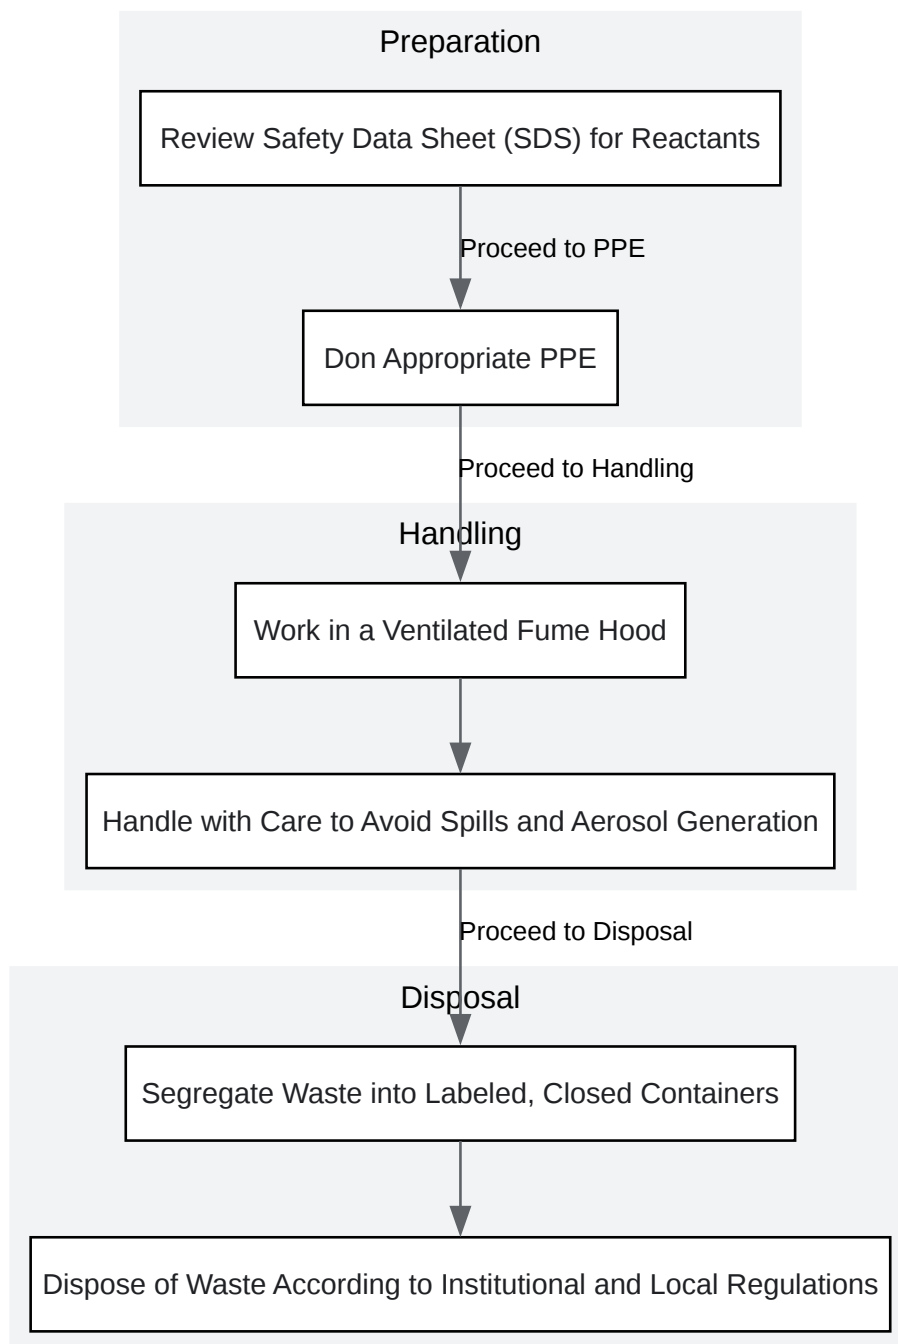 Preparation
Review Safety Data Sheet (SDS) for Reactants
Proceed to PPE
Don Appropriate PPE
Proceed to Handling
Handling
Work in a Ventilated Fume Hood
Handle with Care to Avoid Spills and Aerosol Generation
Proceed to Disposal
Disposal
Segregate Waste into Labeled, Closed Containers
Dispose of Waste According to Institutional and Local Regulations